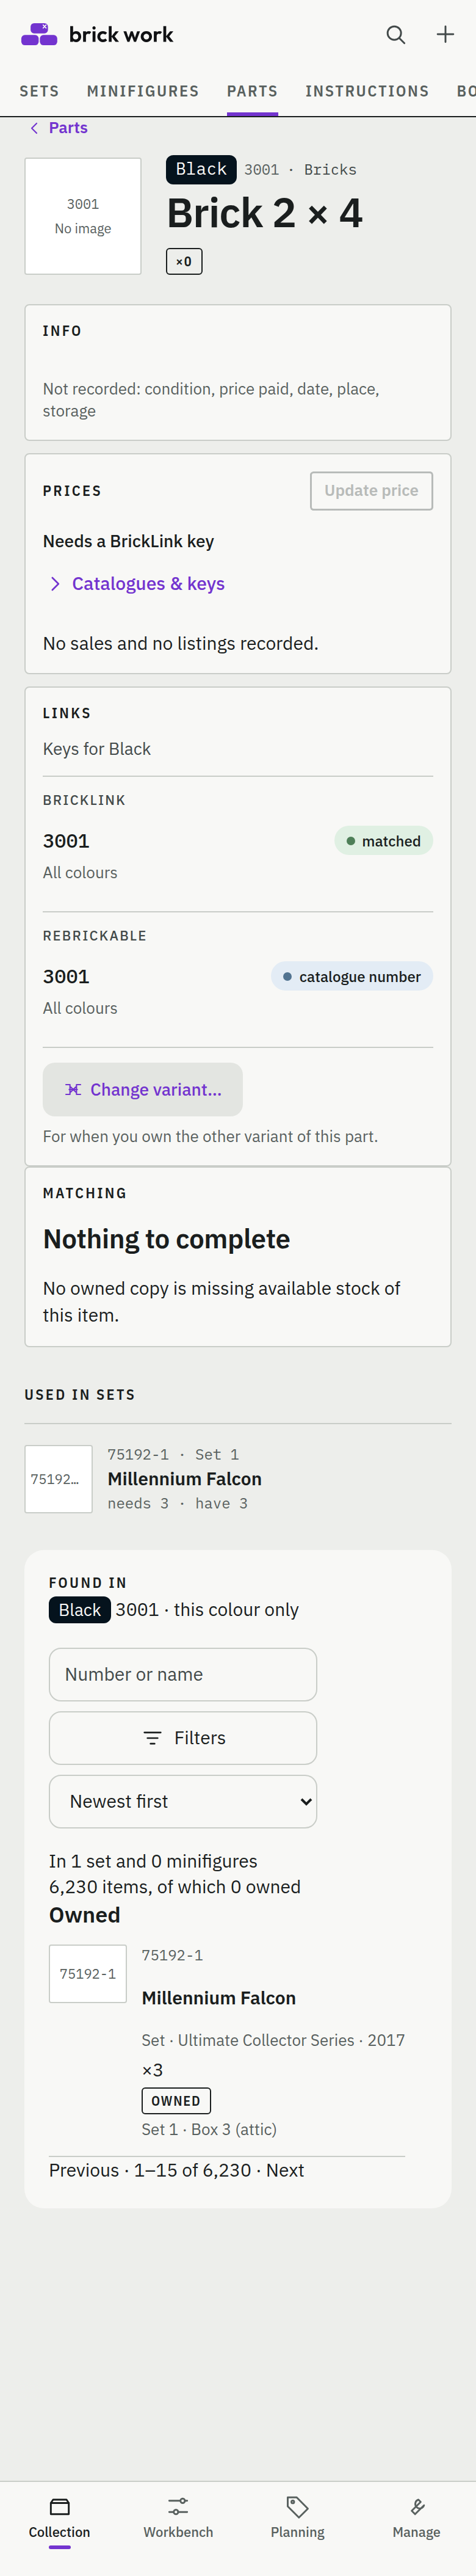 brick work
SETS MINIFIGURES PARTS INSTRUCTIONS BO
Parts
3001
No image
Black 3001 · Bricks
Brick 2 × 4
×0
INFO
Not recorded: condition, price paid, date, place,
storage
PRICES
Update price
Needs a BrickLink key
Catalogues & keys
No sales and no listings recorded.
LINKS
Keys for Black
BRICKLINK
3001
matched
All colours
REBRICKABLE
3001
catalogue number
All colours
Change variant...
For when you own the other variant of this part.
MATCHING
Nothing to complete
No owned copy is missing available stock of
this item.
USED IN SETS
75192…
75192-1 · Set 1
Millennium Falcon
needs 3 · have 3
FOUND IN
Black 3001 · this colour only
Number or name
Filters
Newest first
In 1 set and 0 minifigures
6,230 items, of which 0 owned
Owned
75192-1
75192-1
Millennium Falcon
Set · Ultimate Collector Series · 2017
×3
OWNED
Set 1 · Box 3 (attic)
Previous · 1–15 of 6,230 · Next
Collection Workbench Planning Manage